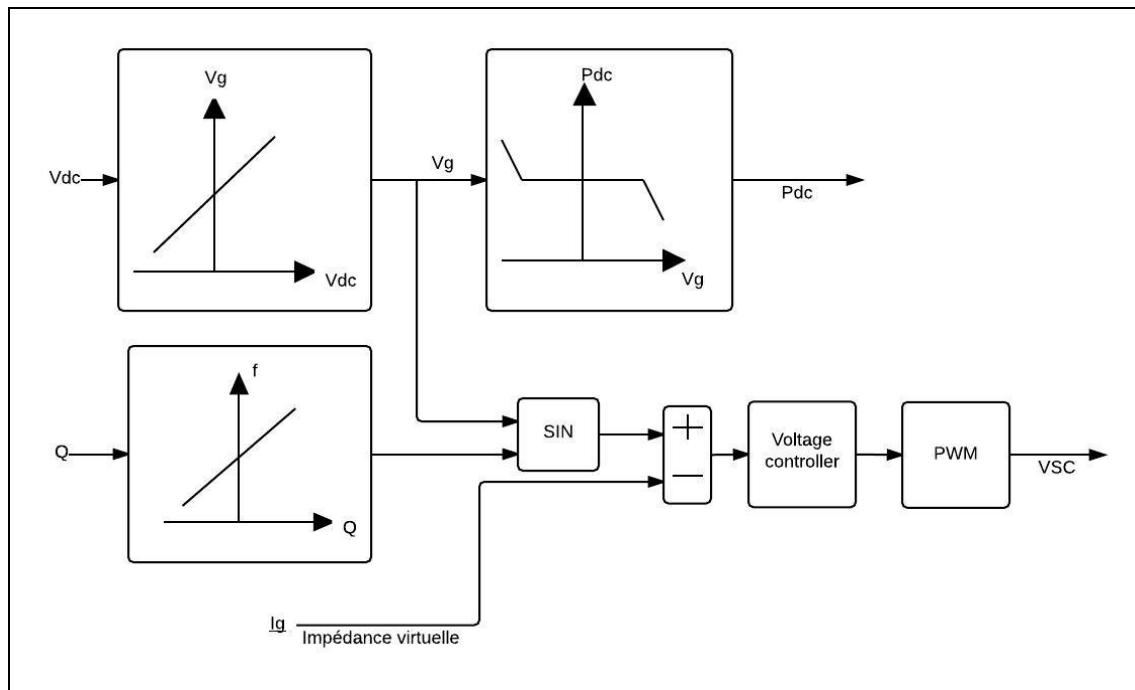 Vg
Vdc
Vdc
Vg
Pdc
Vg
Pdc
f
Q
Q
SIN
+
—
Voltage
controller
PWM
VSC
Ig
Impédance virtuelle